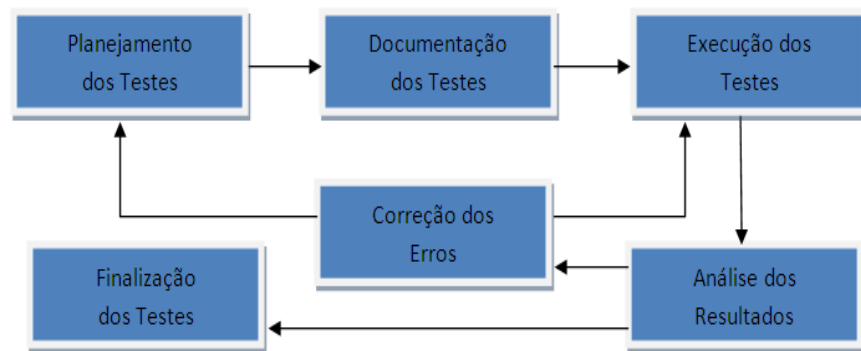 Planejamento
dos Testes
Documentação
dos Testes
Execução dos
Testes
Correção dos
Erros
Finalização
dos Testes
Análise dos
Resultados